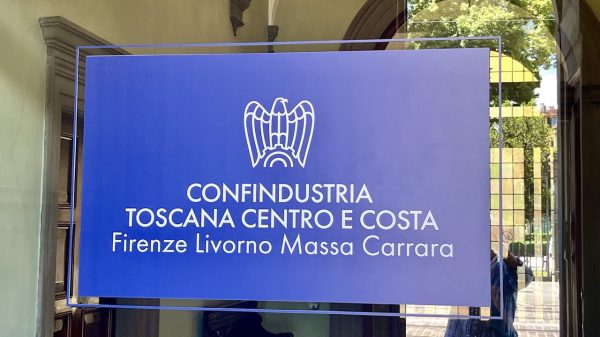 CONFINDUSTRIA
TOSCANA CENTRO E COSTA
Firenze Livorno Massa Carrara